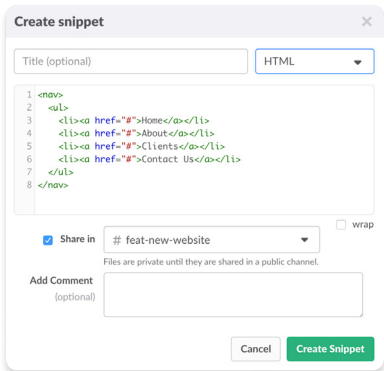 Create snippet ×
Title (optional) HTML
1 <nav>
2   <ul>
3     <li><a href="#">Home</a></li>
4     <li><a href="#">About</a></li>
5     <li><a href="#">Clients</a></li>
6     <li><a href="#">Contact Us</a></li>
7   </ul>
8 </nav>
wrap
Share in # feat-new-website
Files are private until they are shared in a public channel.
Add Comment
(optional)
Cancel Create Snippet